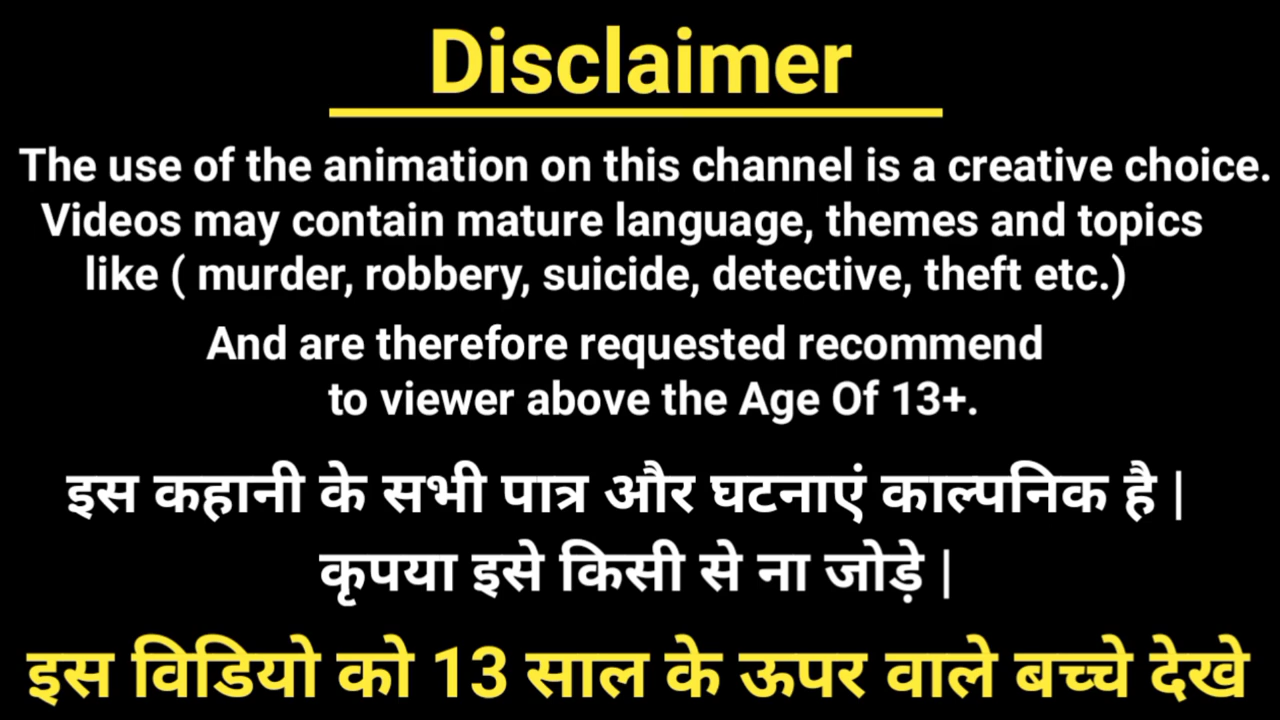 Disclaimer
The use of the animation on this channel is a creative choice.
Videos may contain mature language, themes and topics
like ( murder, robbery, suicide, detective, theft etc.)
And are therefore requested recommend
to viewer above the Age Of 13+.
इस कहानी के सभी पात्र और घटनाएं काल्पनिक है |
कृपया इसे किसी से ना जोड़े |
इस विडियो को 13 साल के ऊपर वाले बच्चे देखे